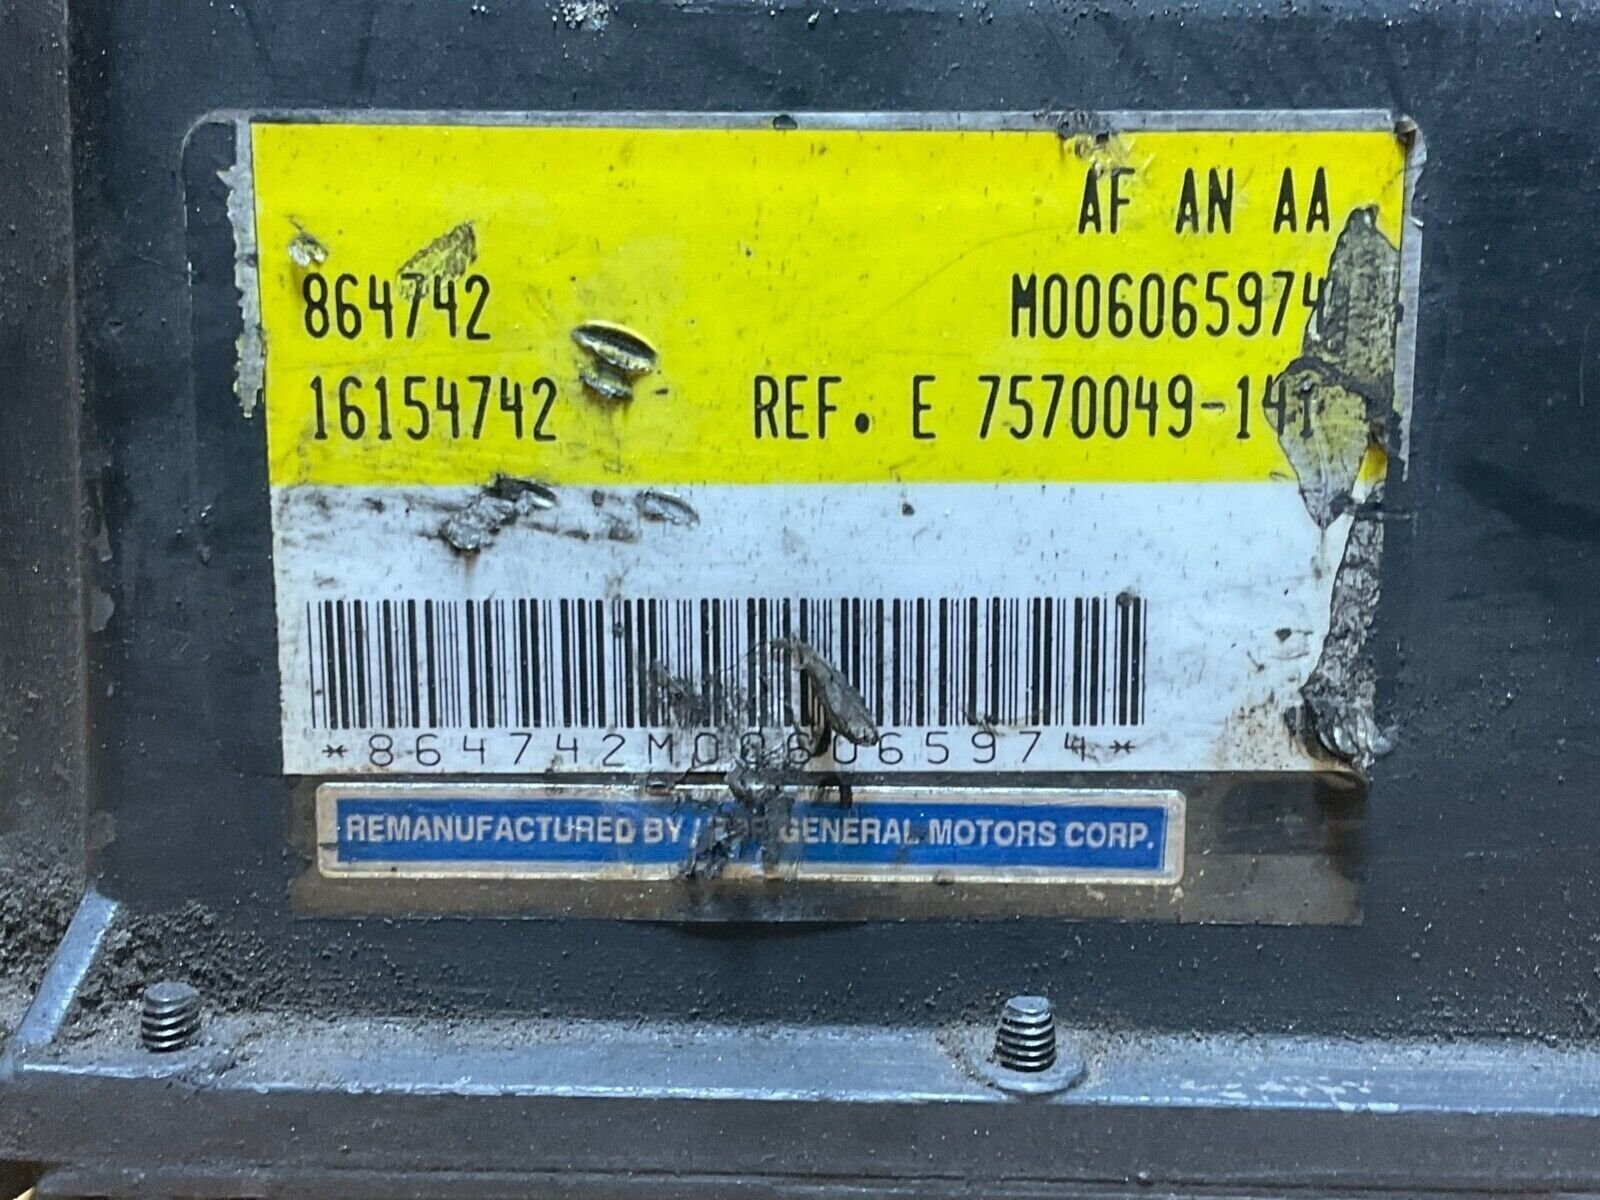 AF AN AA
864742 M006065974
16154742 REF. E 7570049-141
*864742M006065974*
REMANUFACTURED BY GENERAL MOTORS CORP.